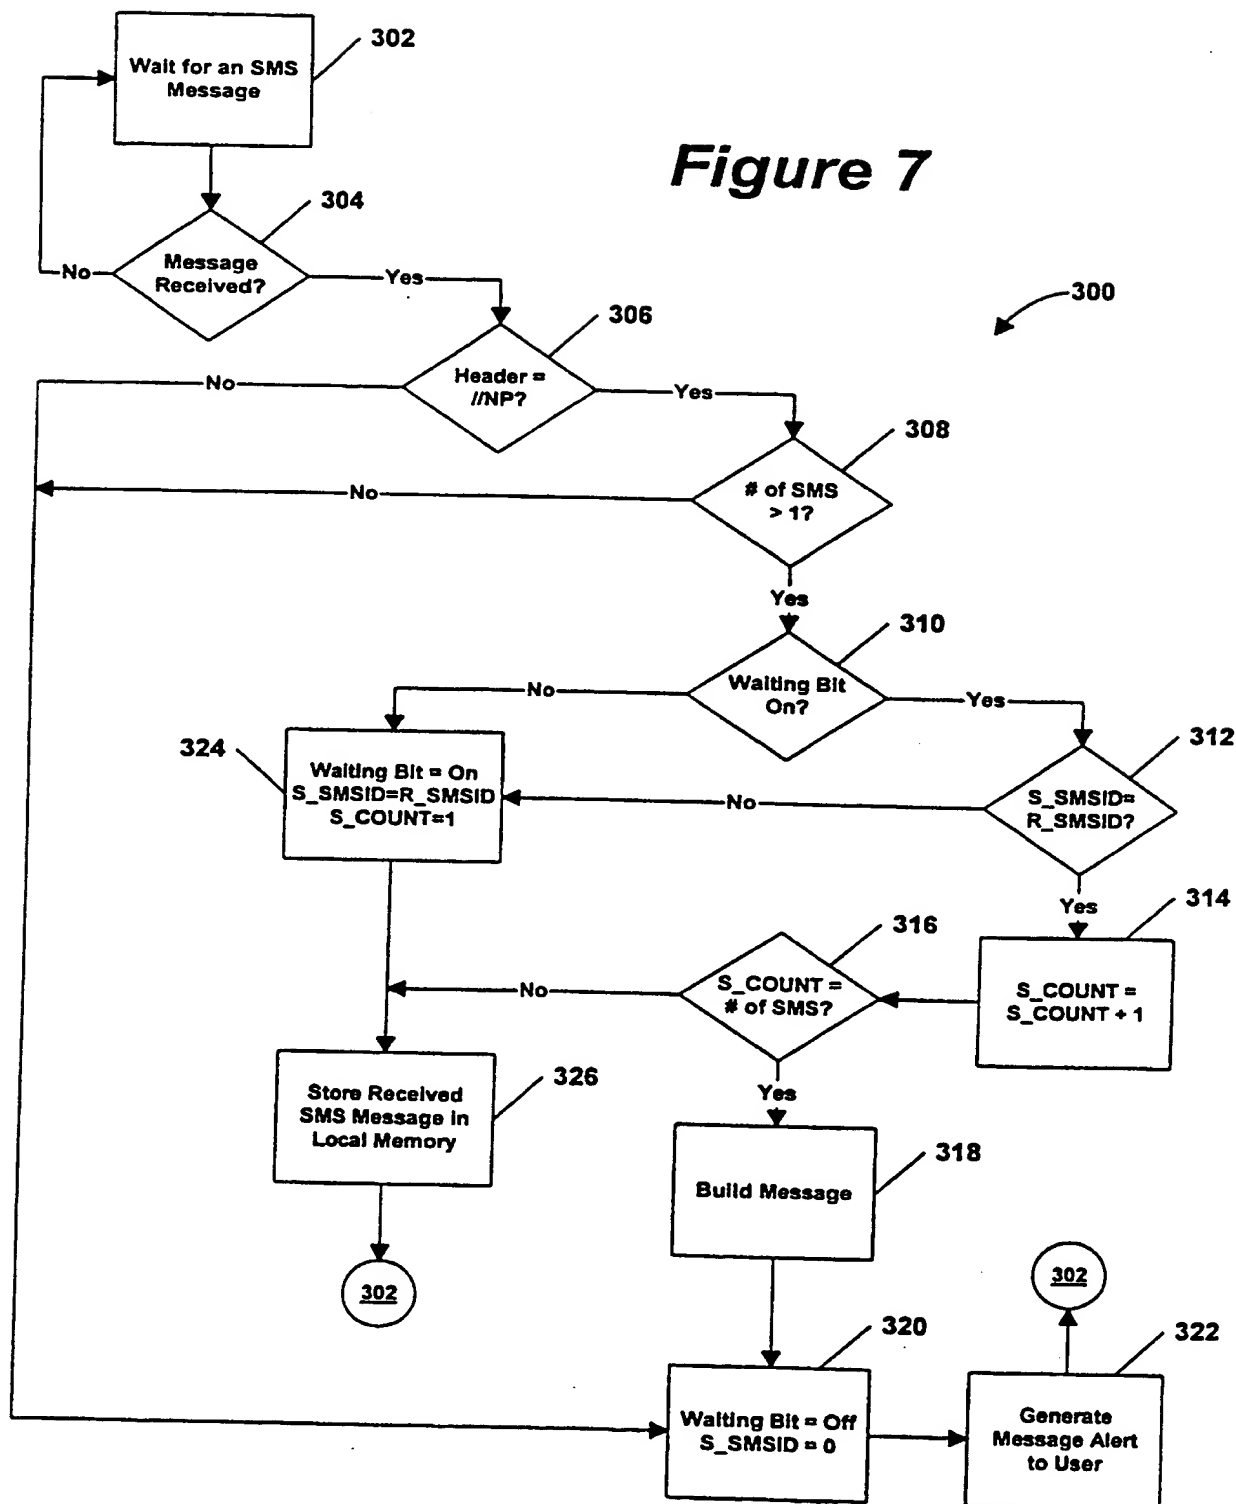 302
Wait for an SMS
Message
Figure 7
304
Message
Received?
No
Yes
300
306
Header =
//NP?
No
Yes
308
# of SMS
> 1?
No
Yes
310
Waiting Bit
On?
No
Yes
312
324
Waiting Bit = On
S_SMSID=R_SMSID
S_COUNT=1
S_SMSID=
R_SMSID?
No
Yes
314
316
S_COUNT =
# of SMS?
No
S_COUNT =
S_COUNT + 1
326
Store Received
SMS Message in
Local Memory
Yes
318
Build Message
302
302
320
322
Waiting Bit = Off
S_SMSID = 0
Generate
Message Alert
to User